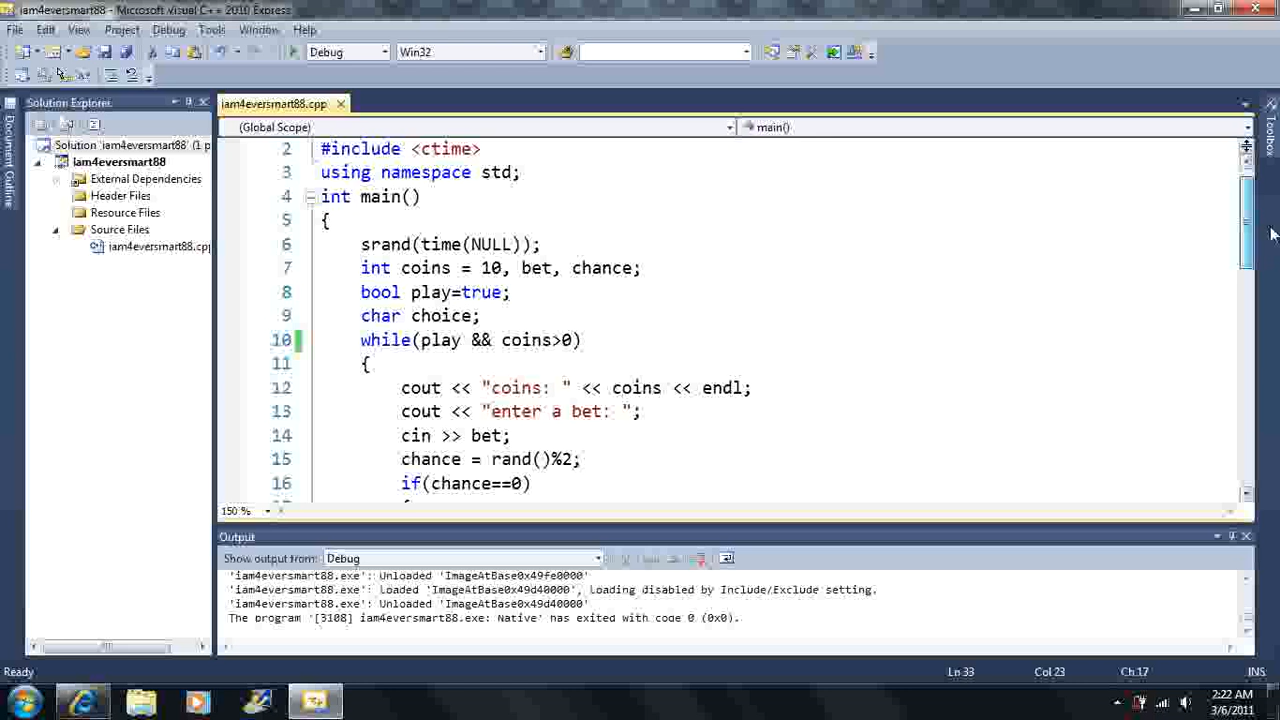 iam4eversmart88 - Microsoft Visual C++ 2010 Express
File Edit View Project Debug Tools Window Help
Debug Win32
Solution Explorer
iam4eversmart88.cpp
(Global Scope) main()
Solution 'iam4eversmart88' (1 p
iam4eversmart88
External Dependencies
Header Files
Resource Files
Source Files
iam4eversmart88.cpp
Document Outline
Toolbox
2 #include <ctime>
3 using namespace std;
4 int main()
5 {
6 srand(time(NULL));
7 int coins = 10, bet, chance;
8 bool play=true;
9 char choice;
10 while(play && coins>0)
11 {
12 cout << "coins: " << coins << endl;
13 cout << "enter a bet: ";
14 cin >> bet;
15 chance = rand()%2;
16 if(chance==0)
150 %
Output
Show output from: Debug
'iam4eversmart88.exe': Unloaded 'ImageAtBase0x49fe0000'
'iam4eversmart88.exe': Loaded 'ImageAtBase0x49d40000', Loading disabled by Include/Exclude setting.
'iam4eversmart88.exe': Unloaded 'ImageAtBase0x49d40000'
The program '[3108] iam4eversmart88.exe: Native' has exited with code 0 (0x0).
Ready Ln 33 Col 23 Ch 17 INS
2:22 AM
3/6/2011